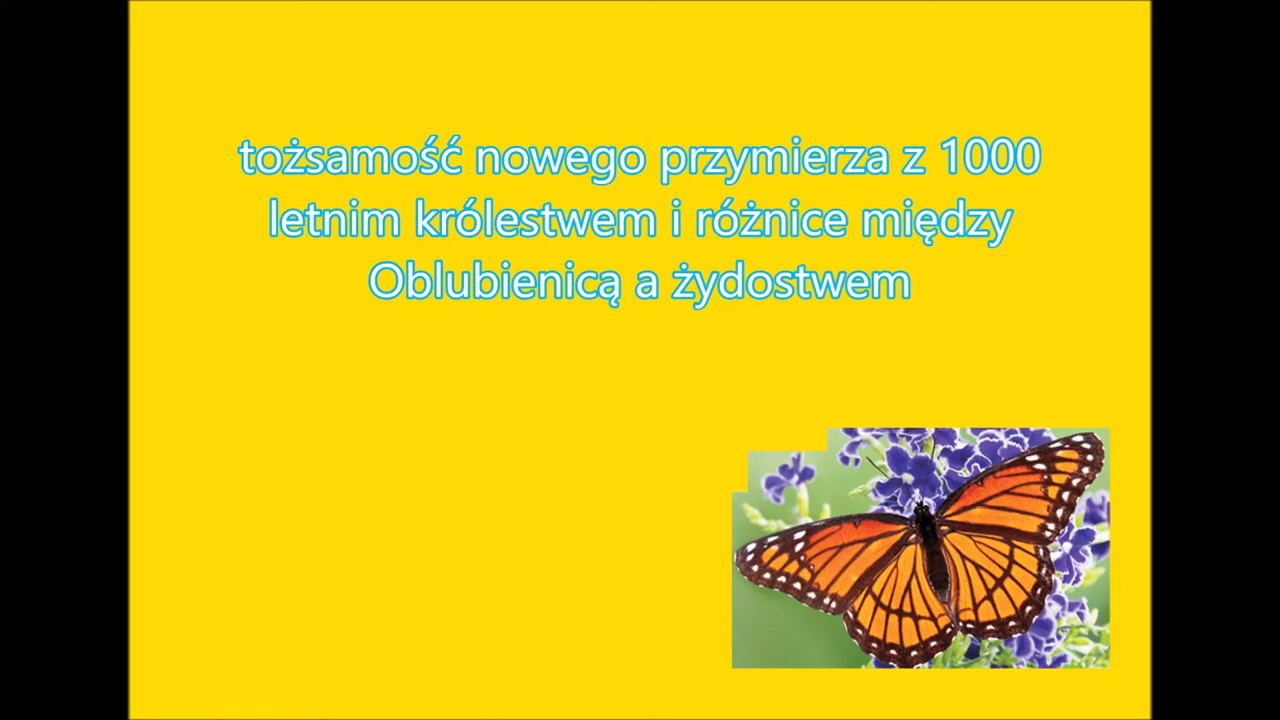 tożsamość nowego przymierza z 1000
letnim królestwem i różnice między
Oblubienicą a żydostwem